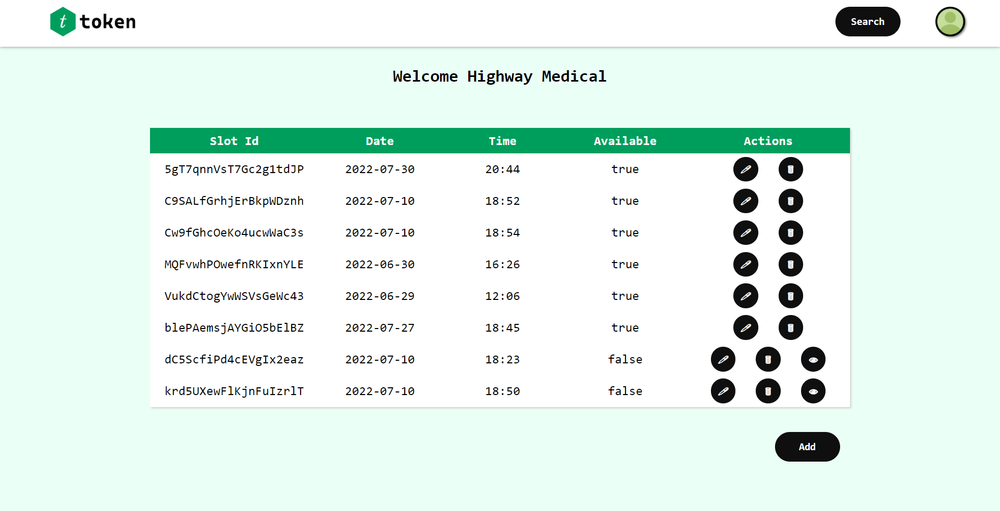 t token
Search
Welcome Highway Medical
Slot Id Date Time Available Actions
5gT7qnnVsT7Gc2g1tdJP 2022-07-30 20:44 true
C9SALfGrhjErBkpWDznh 2022-07-10 18:52 true
Cw9fGhcOeKo4ucwWaC3s 2022-07-10 18:54 true
MQFvwhPOwefnRKIxnYLE 2022-06-30 16:26 true
VukdCtogYwWSVsGeWc43 2022-06-29 12:06 true
blePAemsjAYGiO5bElBZ 2022-07-27 18:45 true
dC5ScfiPd4cEVgIx2eaz 2022-07-10 18:23 false
krd5UXewFlKjnFuIzrlT 2022-07-10 18:50 false
Add